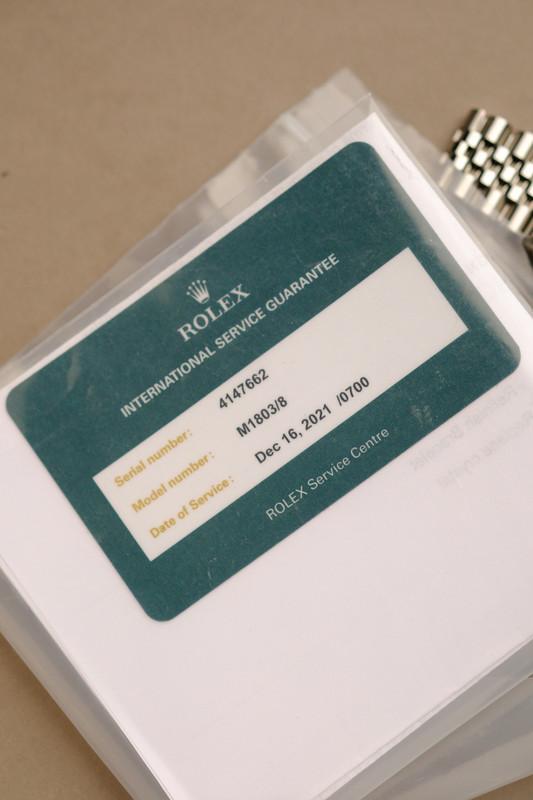 ROLEX
INTERNATIONAL SERVICE GUARANTEE
Serial number: 4147662
Model number: M1803/8
Date of Service: Dec 16, 2021 /0700
ROLEX Service Centre